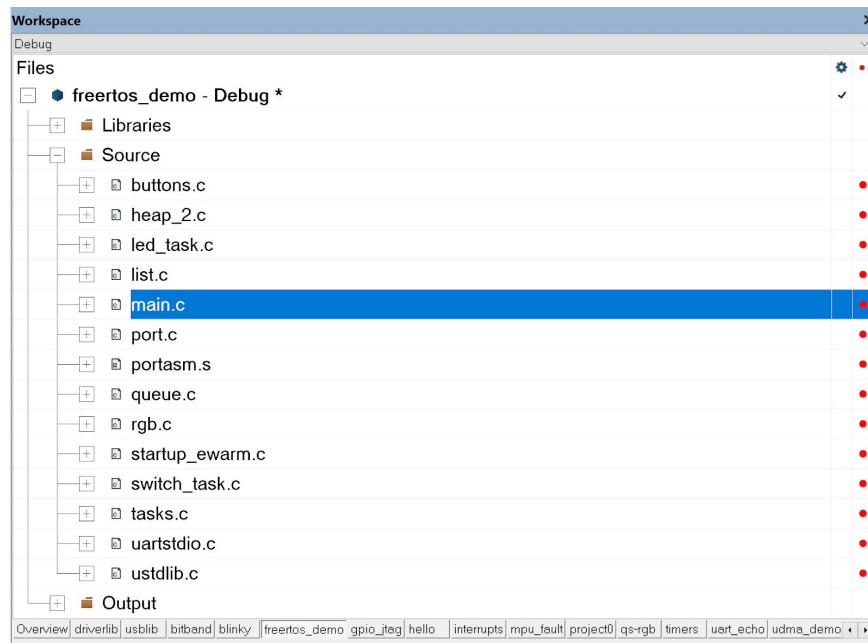 Workspace
Debug
Files
freertos_demo - Debug *
Libraries
Source
buttons.c
heap_2.c
led_task.c
list.c
main.c
port.c
portasm.s
queue.c
rgb.c
startup_ewarm.c
switch_task.c
tasks.c
uartstdio.c
ustdlib.c
Output
Overview driverlib usblib bitband blinky freertos_demo gpio_jtag hello interrupts mpu_fault project0 qs-rgb timers uart_echo udma_demo